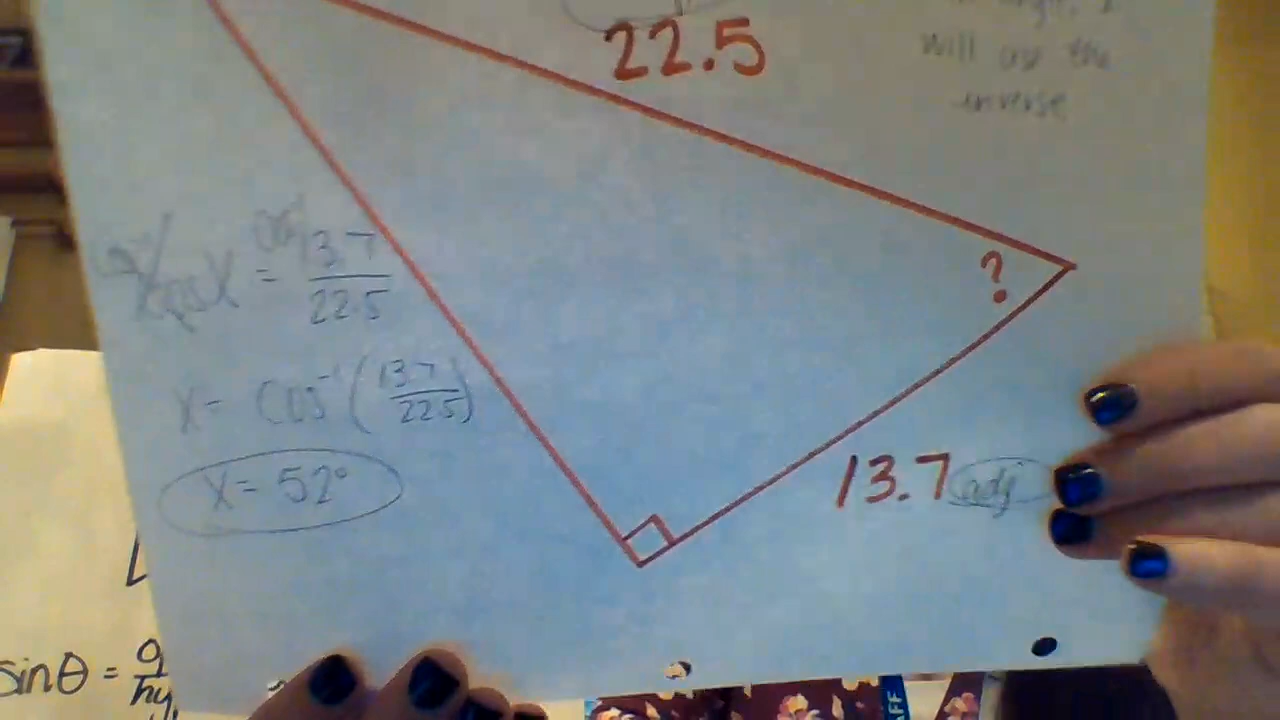 22.5
will use the
inverse
cos X = 13.7 / 22.5
?
X = cos⁻¹ (13.7 / 22.5)
13.7 adj
X = 52°
sinθ =